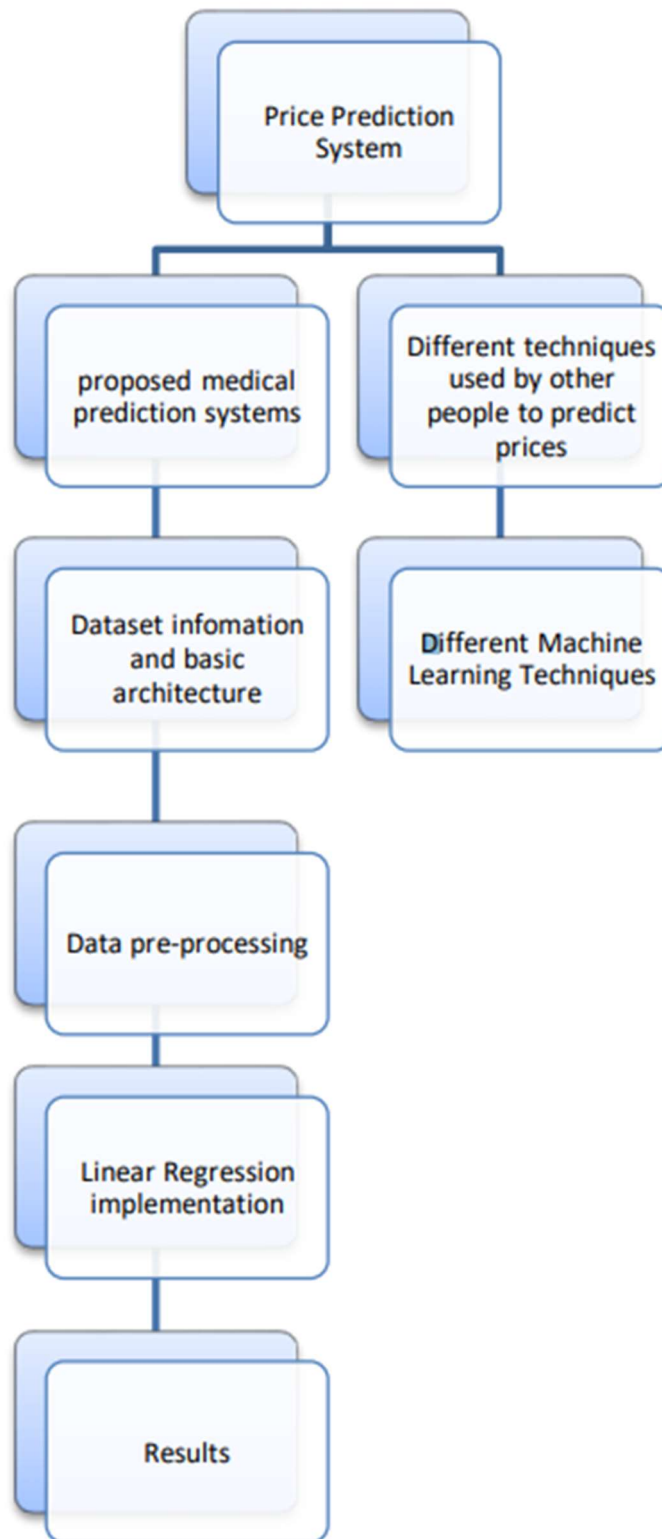 Price Prediction
System
proposed medical
prediction systems
Different techniques
used by other
people to predict
prices
Dataset infomation
and basic
architecture
Different Machine
Learning Techniques
Data pre-processing
Linear Regression
implementation
Results